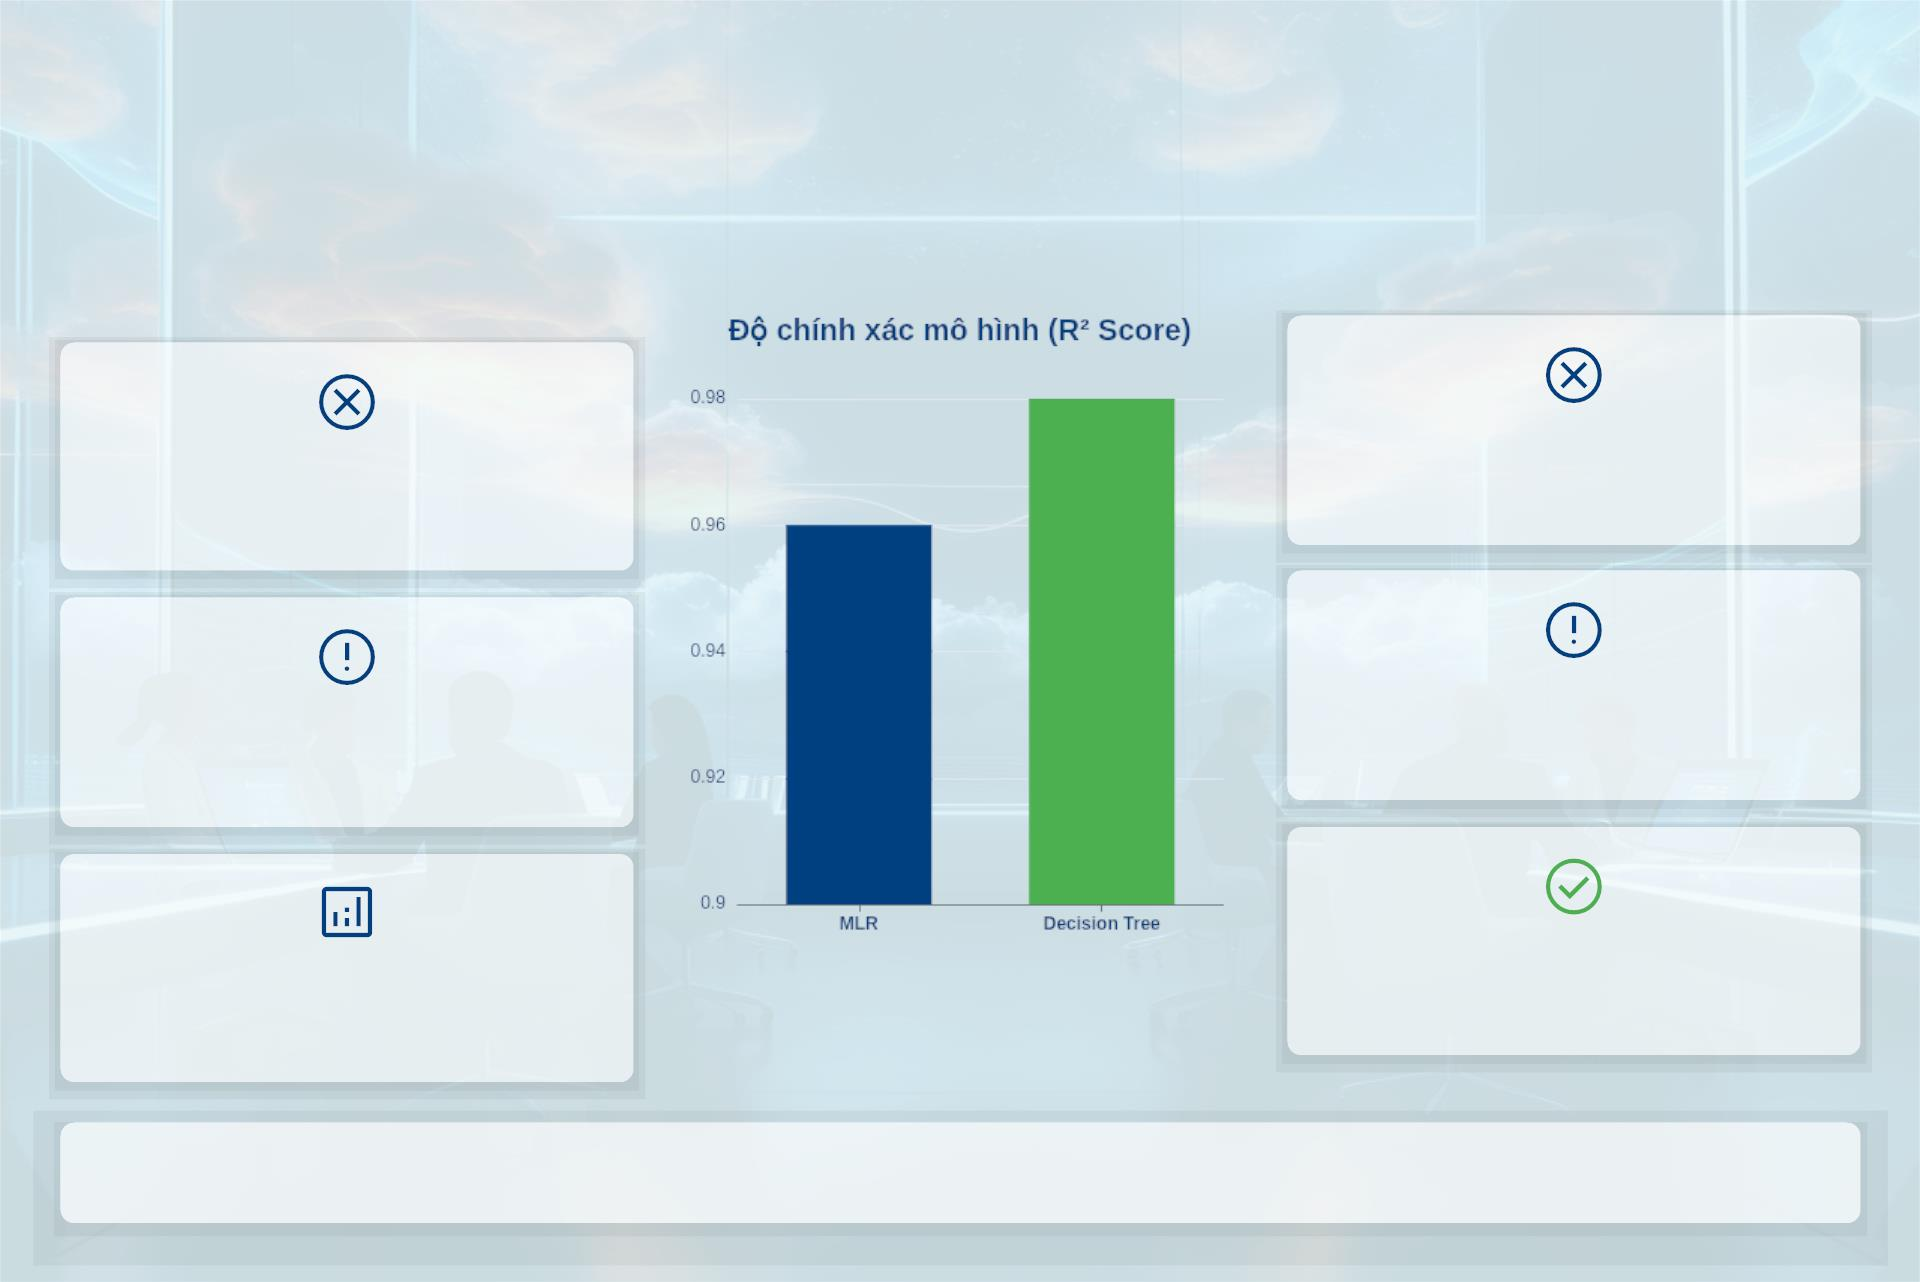 Độ chính xác mô hình (R² Score)
0.98
0.96
0.94
0.92
0.9
MLR
Decision Tree